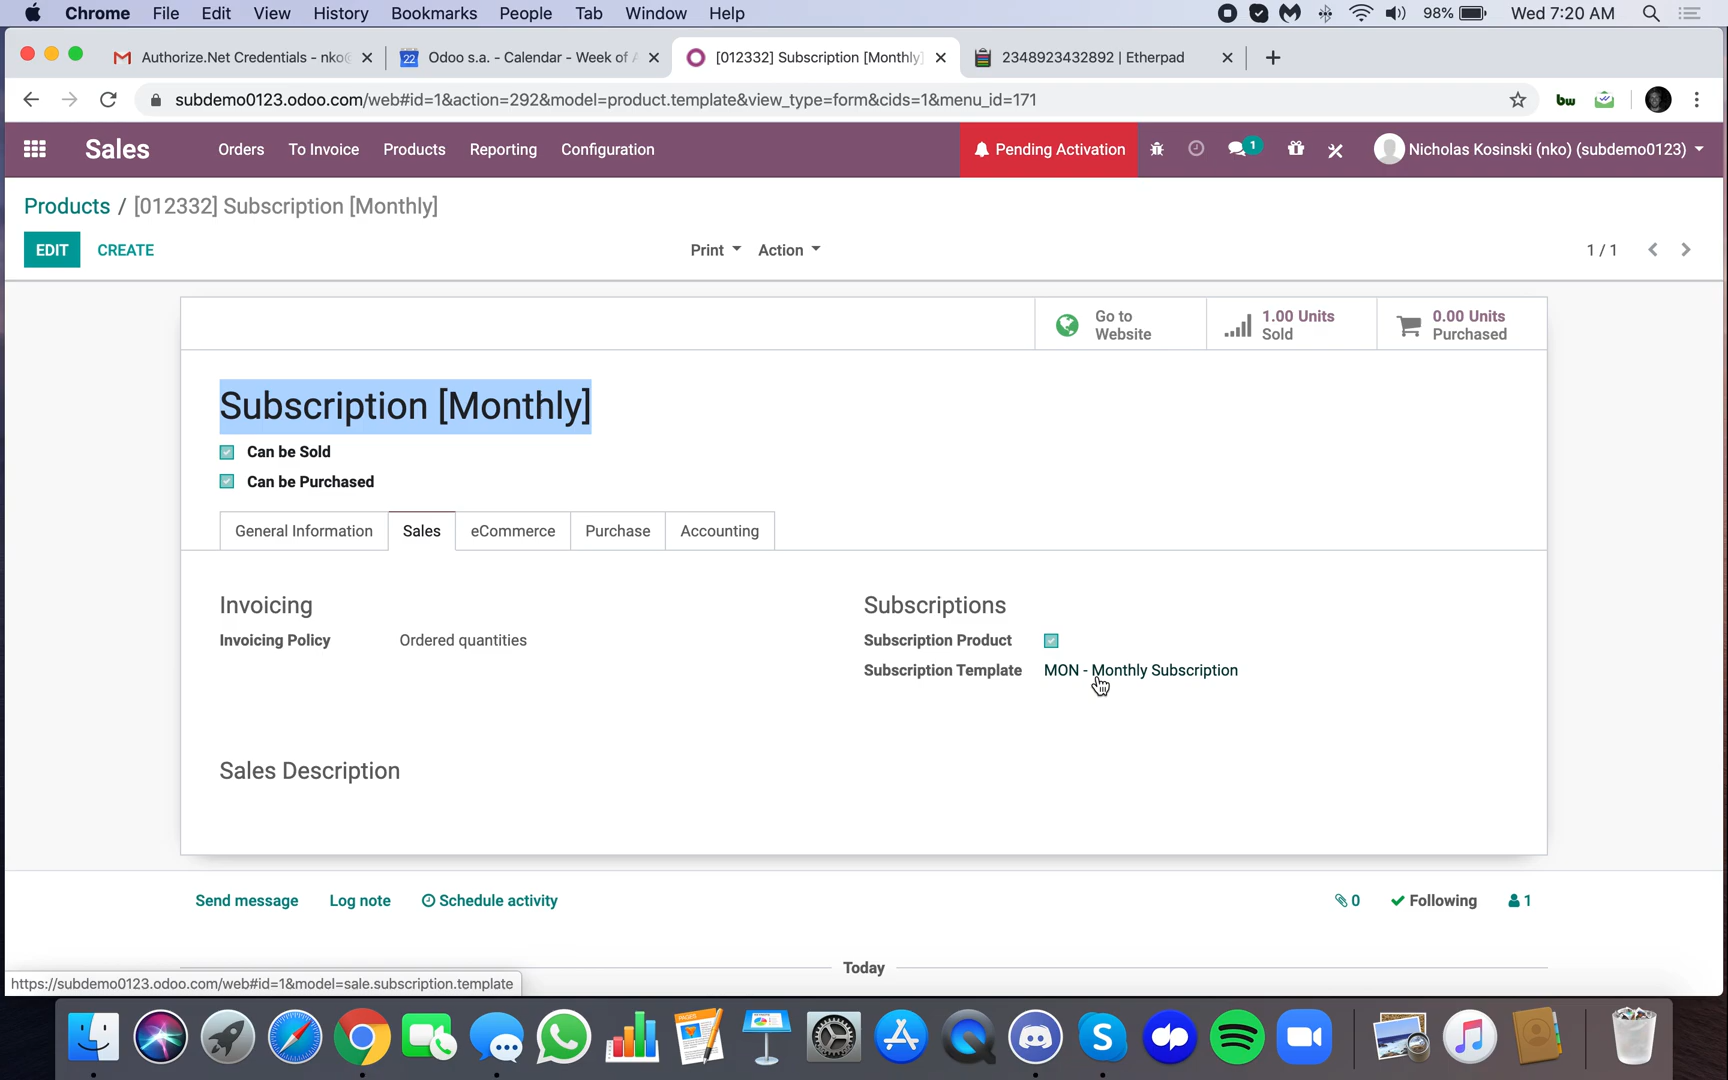 Chrome File Edit View History Bookmarks People Tab Window Help 98% Wed 7:20 AM
Authorize.Net Credentials - nko@ Odoo s.a. - Calendar - Week of A [012332] Subscription [Monthly] 2348923432892 | Etherpad
22
subdemo0123.odoo.com/web#id=1&action=292&model=product.template&view_type=form&cids=1&menu_id=171 bw
Sales Orders To Invoice Products Reporting Configuration Pending Activation 1 Nicholas Kosinski (nko) (subdemo0123)
Products / [012332] Subscription [Monthly]
EDIT CREATE Print Action 1 / 1
Go to Website
1.00 Units Sold
0.00 Units Purchased
Subscription [Monthly]
Can be Sold
Can be Purchased
General Information Sales eCommerce Purchase Accounting
Invoicing Subscriptions
Invoicing Policy Ordered quantities Subscription Product
Subscription Template MON - Monthly Subscription
Sales Description
Send message Log note Schedule activity 0 Following 1
Today
https://subdemo0123.odoo.com/web#id=1&model=sale.subscription.template
PAGES